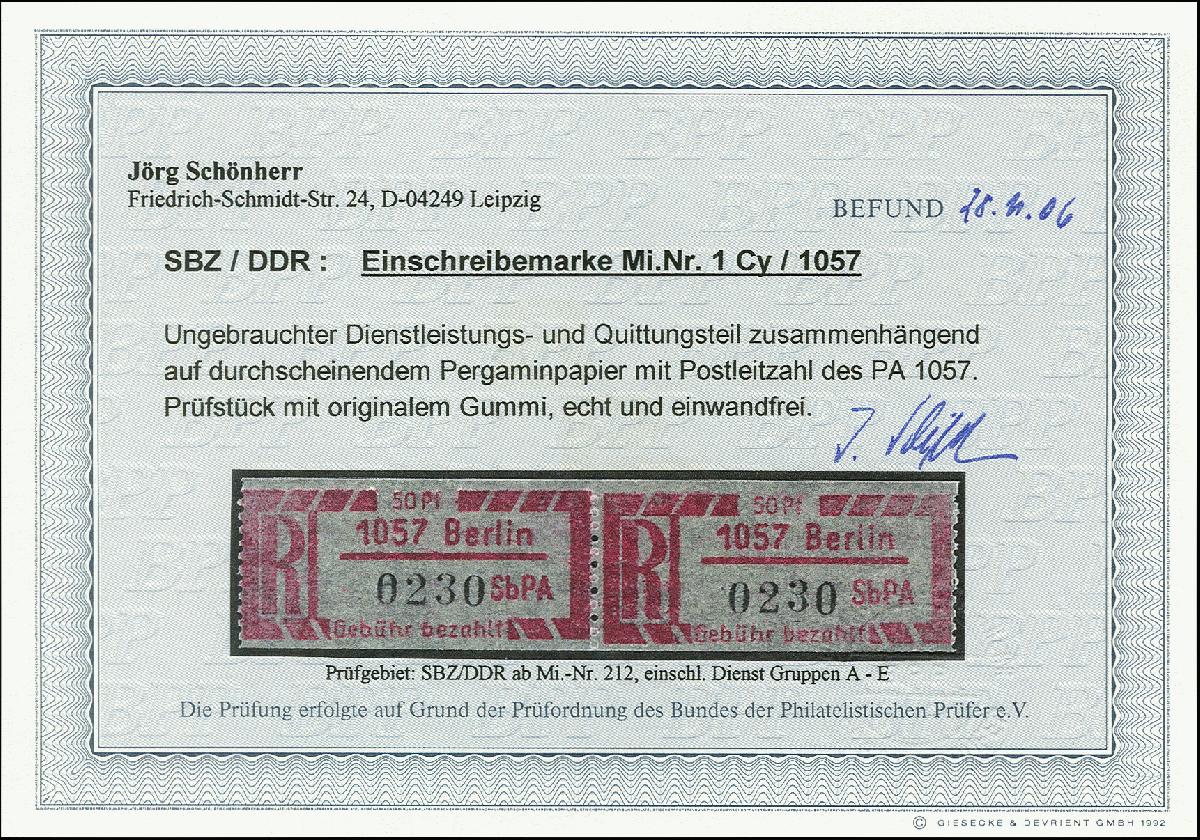 Jörg Schönherr
Friedrich-Schmidt-Str. 24, D-04249 Leipzig
BEFUND 28.11.06
SBZ / DDR : Einschreibemarke Mi.Nr. 1 Cy / 1057
Ungebrauchter Dienstleistungs- und Quittungsteil zusammenhängend
auf durchscheinendem Pergaminpapier mit Postleitzahl des PA 1057.
Prüfstück mit originalem Gummi, echt und einwandfrei.
50Pf
1057 Berlin
R
0230 SbPA
Gebühr bezahlt
50Pf
1057 Berlin
R
0230 SbPA
Gebühr bezahlt
Prüfgebiet: SBZ/DDR ab Mi.-Nr. 212, einschl. Dienst Gruppen A - E
Die Prüfung erfolgte auf Grund der Prüfordnung des Bundes der Philatelistischen Prüfer e.V.
© GIESECKE & DEVRIENT GMBH 1992